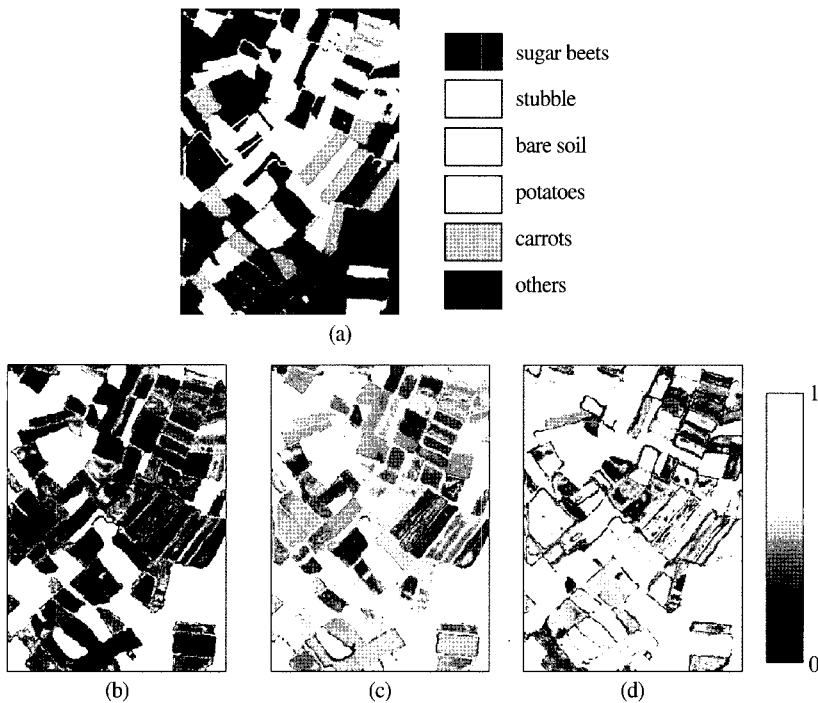 sugar beets
stubble
bare soil
potatoes
carrots
others
(a)
1
0
(b)
(c)
(d)